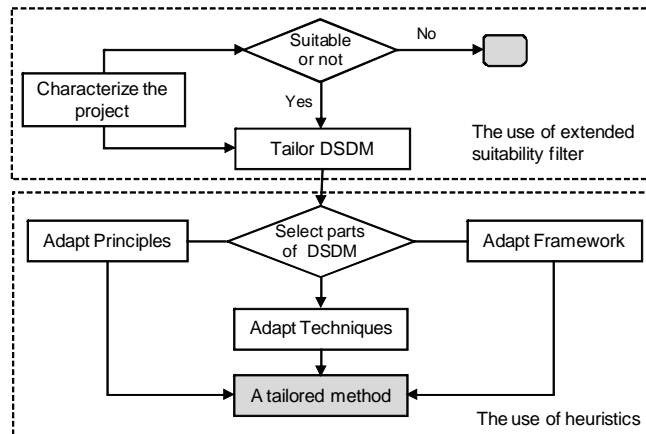 Suitable
or not
No
Characterize the
project
Yes
Tailor DSDM
The use of extended
suitability filter
Adapt Principles
Select parts
of DSDM
Adapt Framework
Adapt Techniques
A tailored method
The use of heuristics